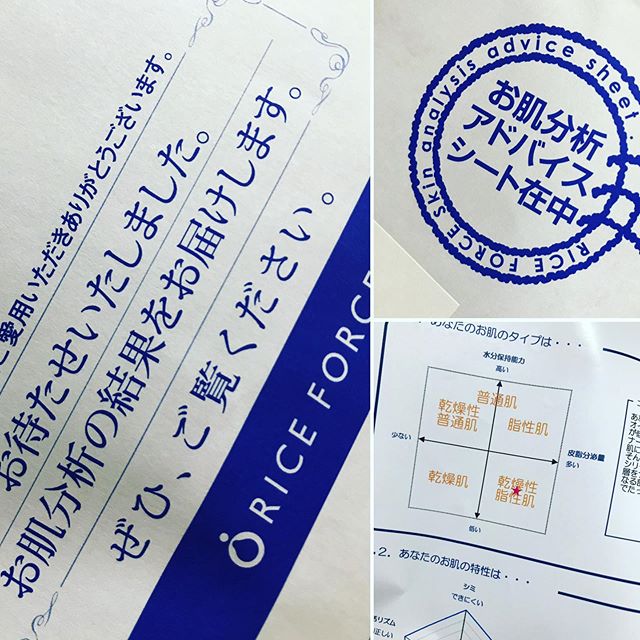 ご愛用いただきありがとうございます。
お待たせいたしました。
お肌分析の結果をお届けします。
ぜひ、ご覧ください。
RICE FORCE
RICE FORCE skin analysis advice sheet
お肌分析
アドバイス
シート在中
あなたのお肌のタイプは・・・
水分保持能力
高い
普通肌
乾燥性
普通肌
脂性肌
少ない
皮脂分泌量
多い
乾燥肌
乾燥性
脂性肌
低い
2. あなたのお肌の特性は・・・
シミ
できにくい